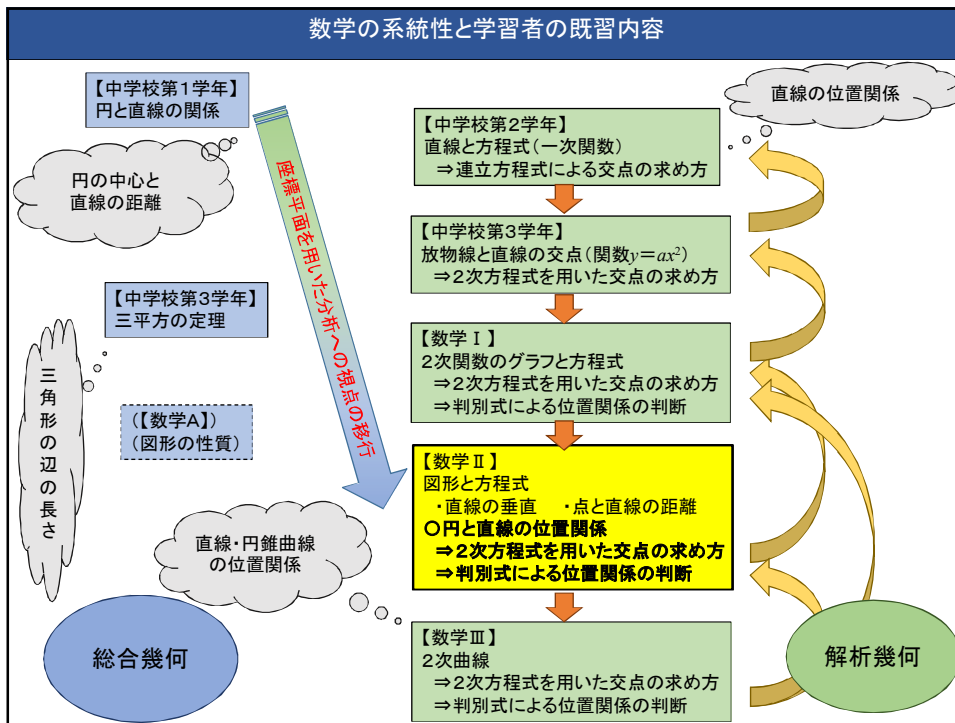 数学の系統性と学習者の既習内容
【中学校第1学年】
円と直線の関係
円の中心と
直線の距離
【中学校第3学年】
三平方の定理
三角形の辺の長さ
(【数学A】)
(図形の性質)
座標平面を用いた分析への視点の移行
直線・円錐曲線
の位置関係
総合幾何
直線の位置関係
【中学校第2学年】
直線と方程式(一次関数)
⇒連立方程式による交点の求め方
【中学校第3学年】
放物線と直線の交点(関数y=ax²)
⇒2次方程式を用いた交点の求め方
【数学Ⅰ】
2次関数のグラフと方程式
⇒2次方程式を用いた交点の求め方
⇒判別式による位置関係の判断
【数学Ⅱ】
図形と方程式
・直線の垂直 ・点と直線の距離
○円と直線の位置関係
⇒2次方程式を用いた交点の求め方
⇒判別式による位置関係の判断
【数学Ⅲ】
2次曲線
⇒2次方程式を用いた交点の求め方
⇒判別式による位置関係の判断
解析幾何